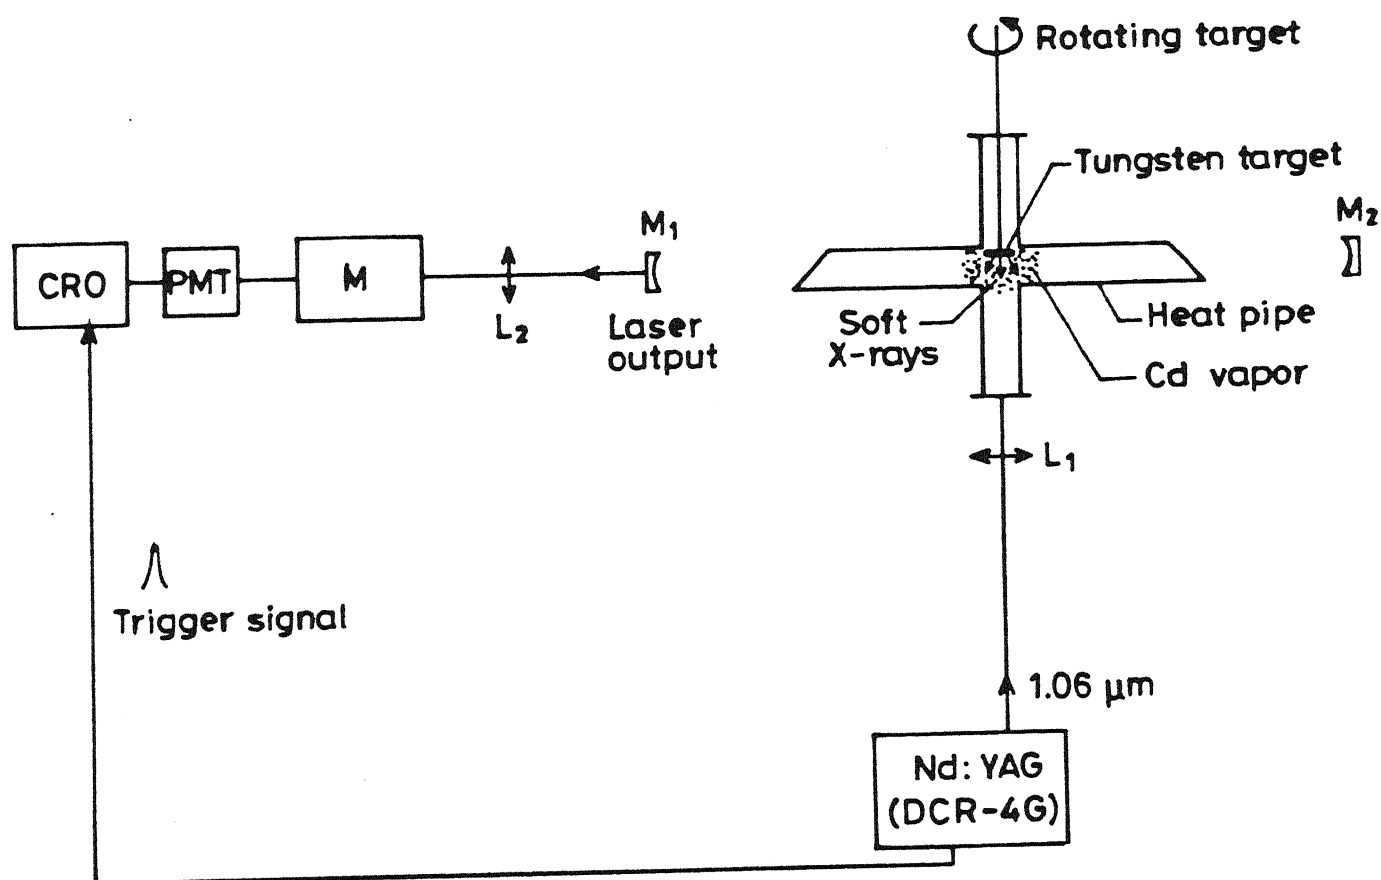 Rotating target
Tungsten target
M₁
M₂
CRO
PMT
M
L₂
Laser
output
Soft
X-rays
Heat pipe
Cd vapor
L₁
Trigger signal
1.06 μm
Nd: YAG
(DCR-4G)